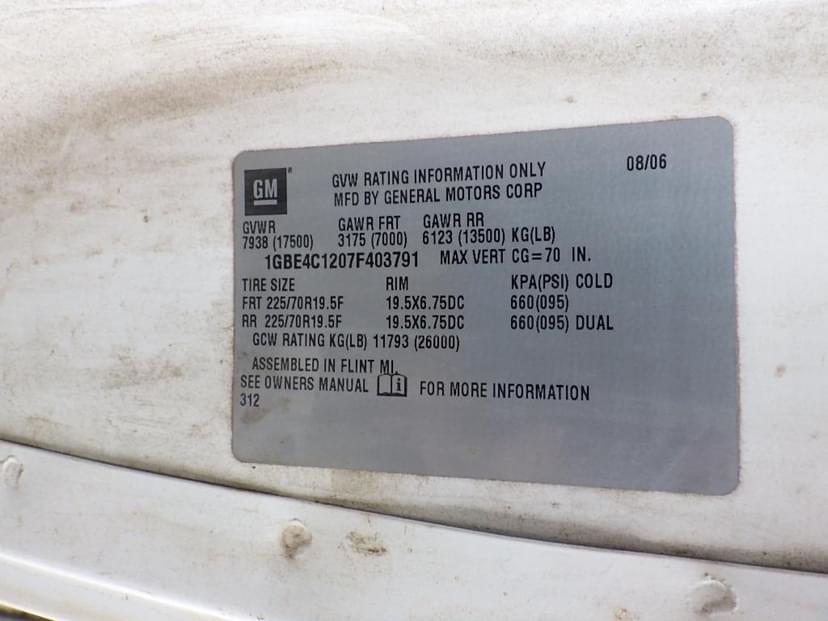 GM
GVW RATING INFORMATION ONLY 08/06
MFD BY GENERAL MOTORS CORP
GVWR GAWR FRT GAWR RR
7938 (17500) 3175 (7000) 6123 (13500) KG(LB)
1GBE4C1207F403791 MAX VERT CG=70 IN.
TIRE SIZE RIM KPA(PSI) COLD
FRT 225/70R19.5F 19.5X6.75DC 660(095)
RR 225/70R19.5F 19.5X6.75DC 660(095) DUAL
GCW RATING KG(LB) 11793 (26000)
ASSEMBLED IN FLINT MI.
SEE OWNERS MANUAL FOR MORE INFORMATION
312